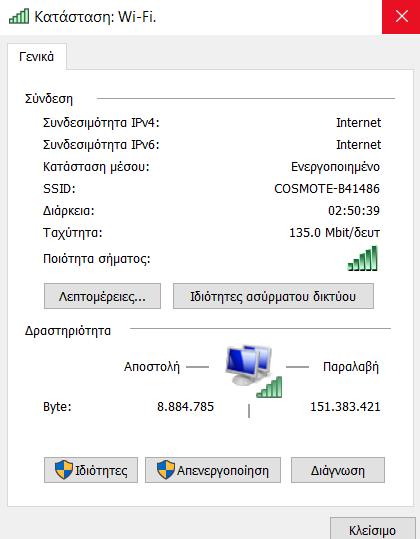 Κατάσταση: Wi-Fi.
Γενικά
Σύνδεση
Συνδεσιμότητα IPv4: Internet
Συνδεσιμότητα IPv6: Internet
Κατάσταση μέσου: Ενεργοποιημένο
SSID: COSMOTE-B41486
Διάρκεια: 02:50:39
Ταχύτητα: 135.0 Mbit/δευτ
Ποιότητα σήματος:
Λεπτομέρειες... Ιδιότητες ασύρματου δικτύου
Δραστηριότητα
Αποστολή Παραλαβή
Byte: 8.884.785 151.383.421
Ιδιότητες Απενεργοποίηση Διάγνωση
Κλείσιμο